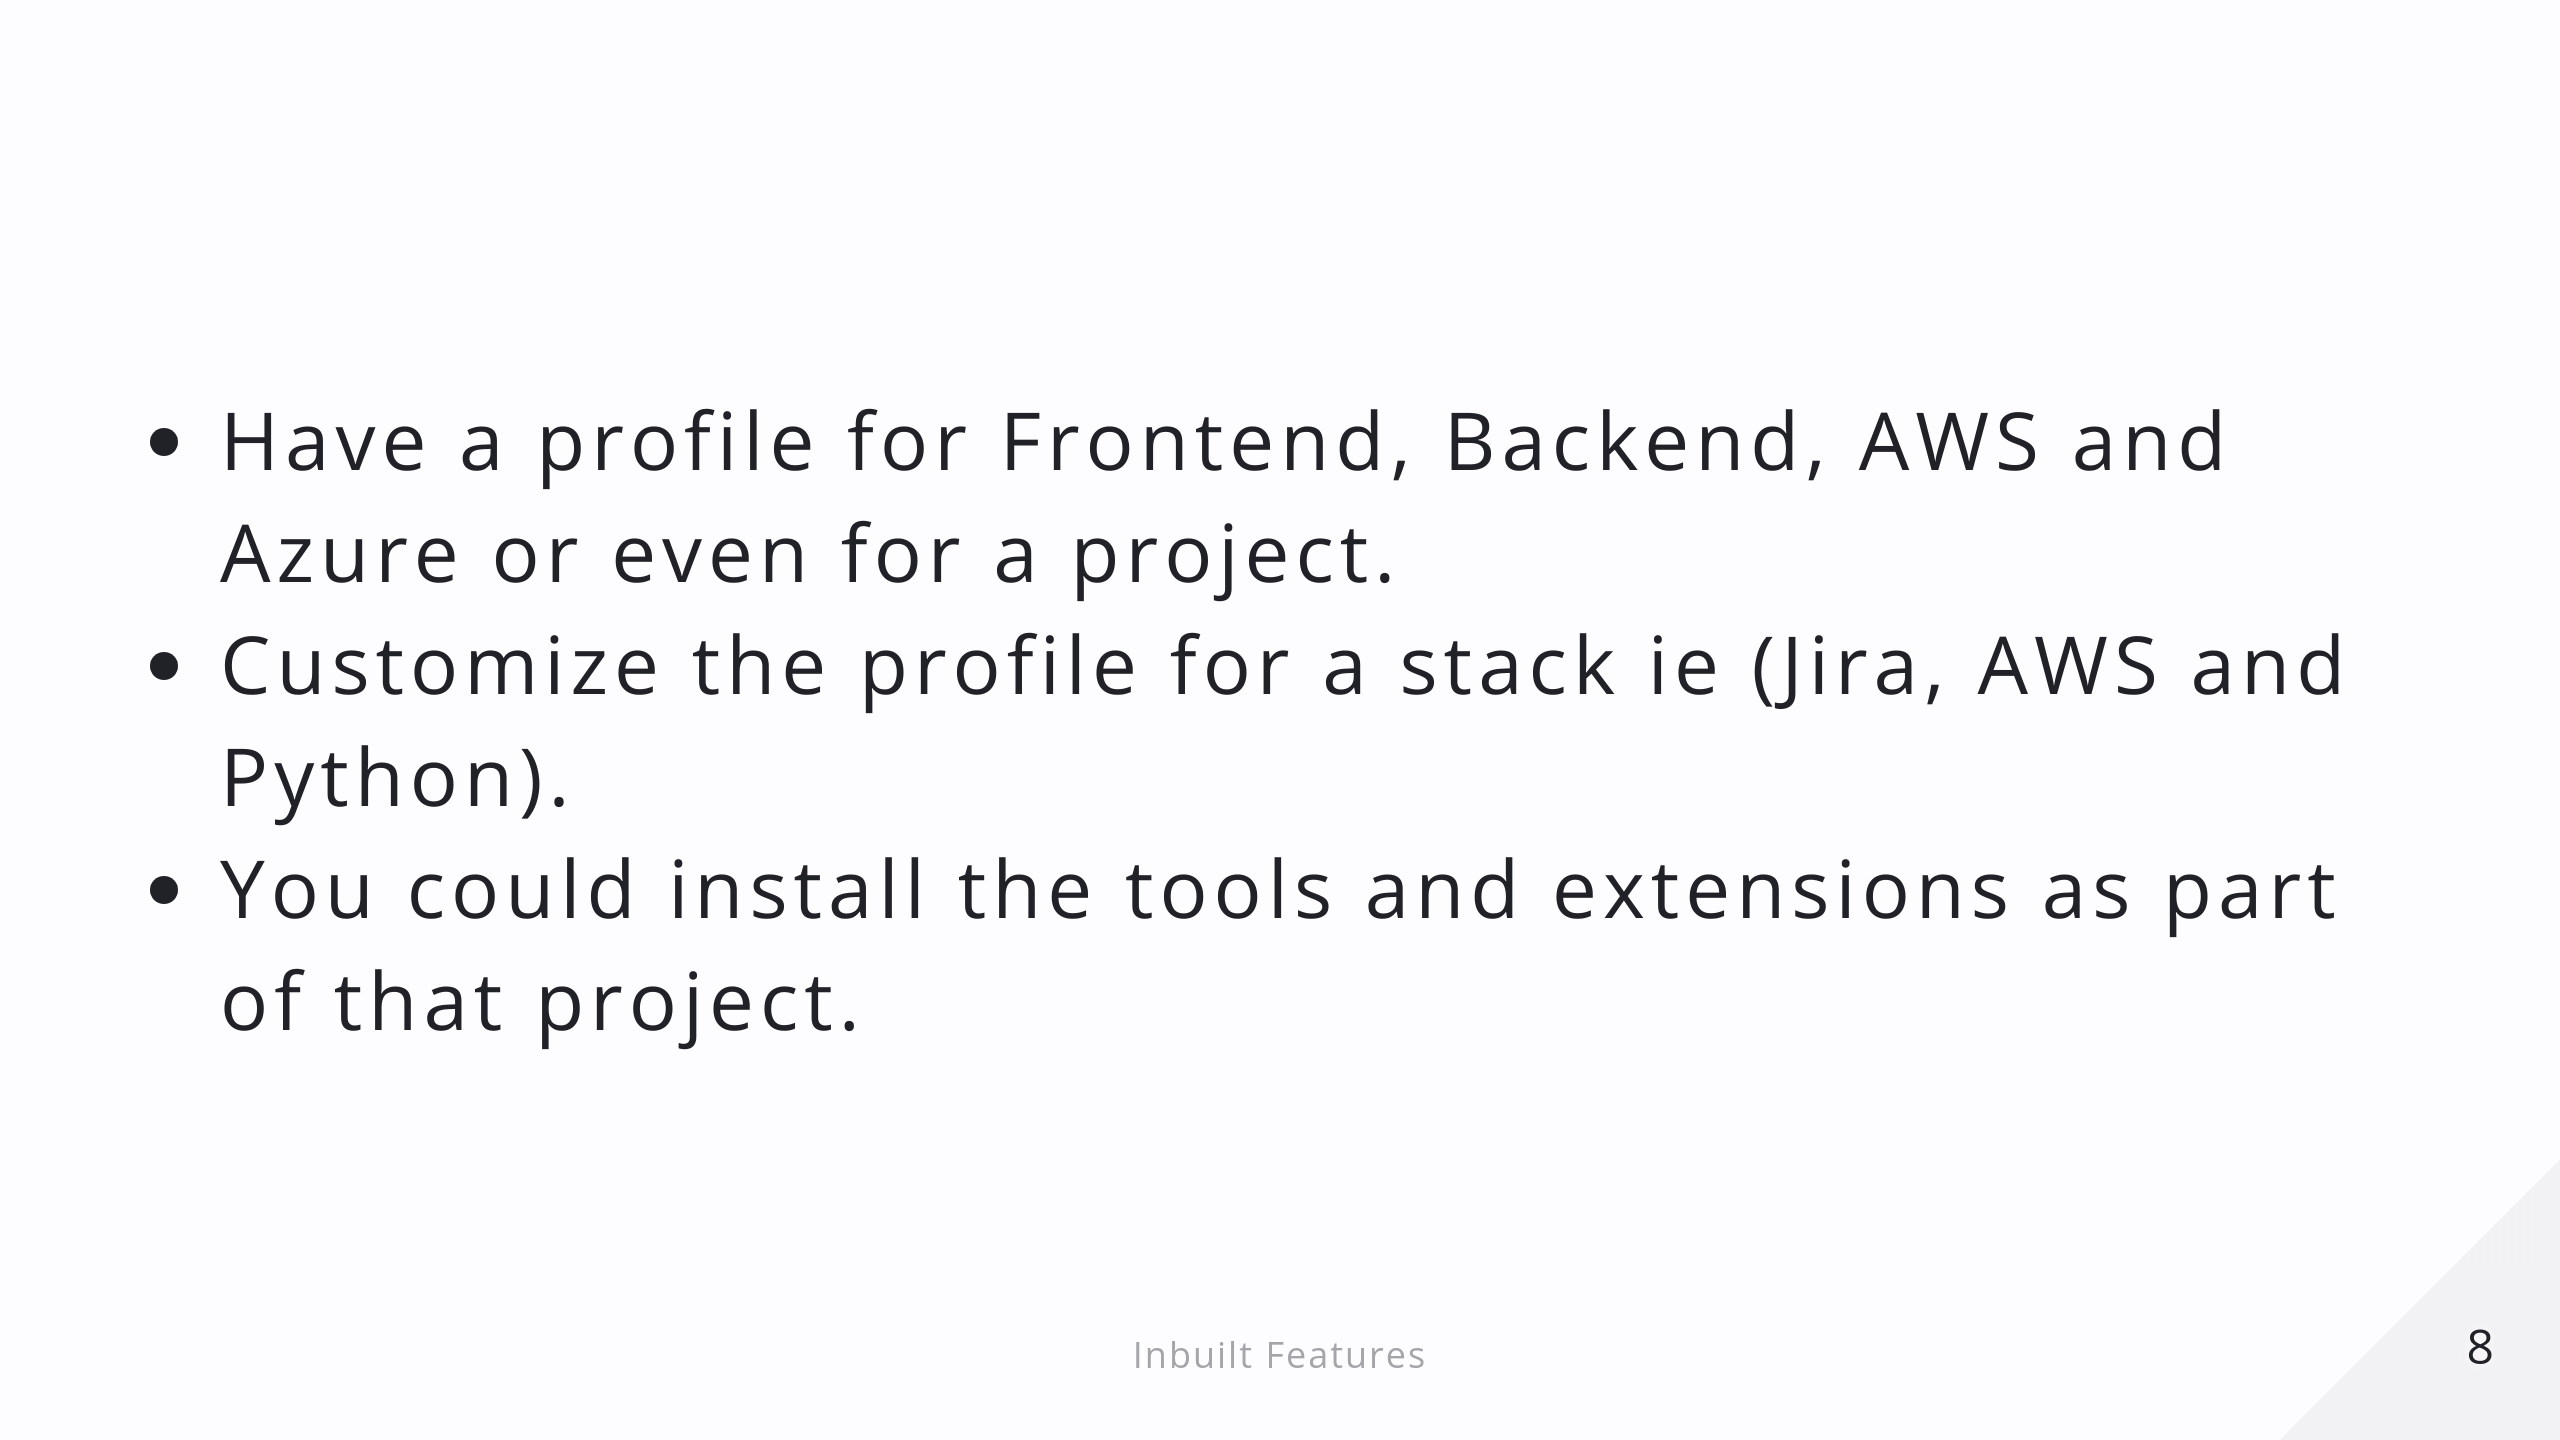 • Have a profile for Frontend, Backend, AWS and
Azure or even for a project.
• Customize the profile for a stack ie (Jira, AWS and
Python).
• You could install the tools and extensions as part
of that project.
Inbuilt Features
8